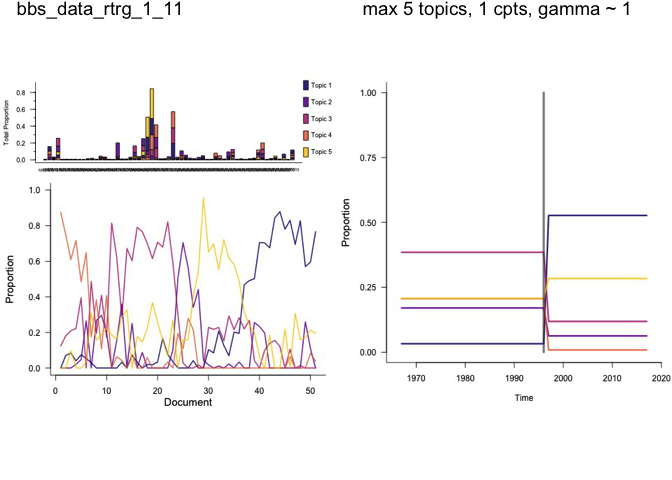 bbs_data_rtrg_1_11
max 5 topics, 1 cpts, gamma ~ 1
Total Proportion
0.8
0.6
0.4
0.2
0.0
Topic 1
Topic 2
Topic 3
Topic 4
Topic 5
Proportion
1.0
0.8
0.6
0.4
0.2
0.0
0 10 20 30 40 50
Document
Proportion
1.00
0.75
0.50
0.25
0.00
1970 1980 1990 2000 2010 2020
Time